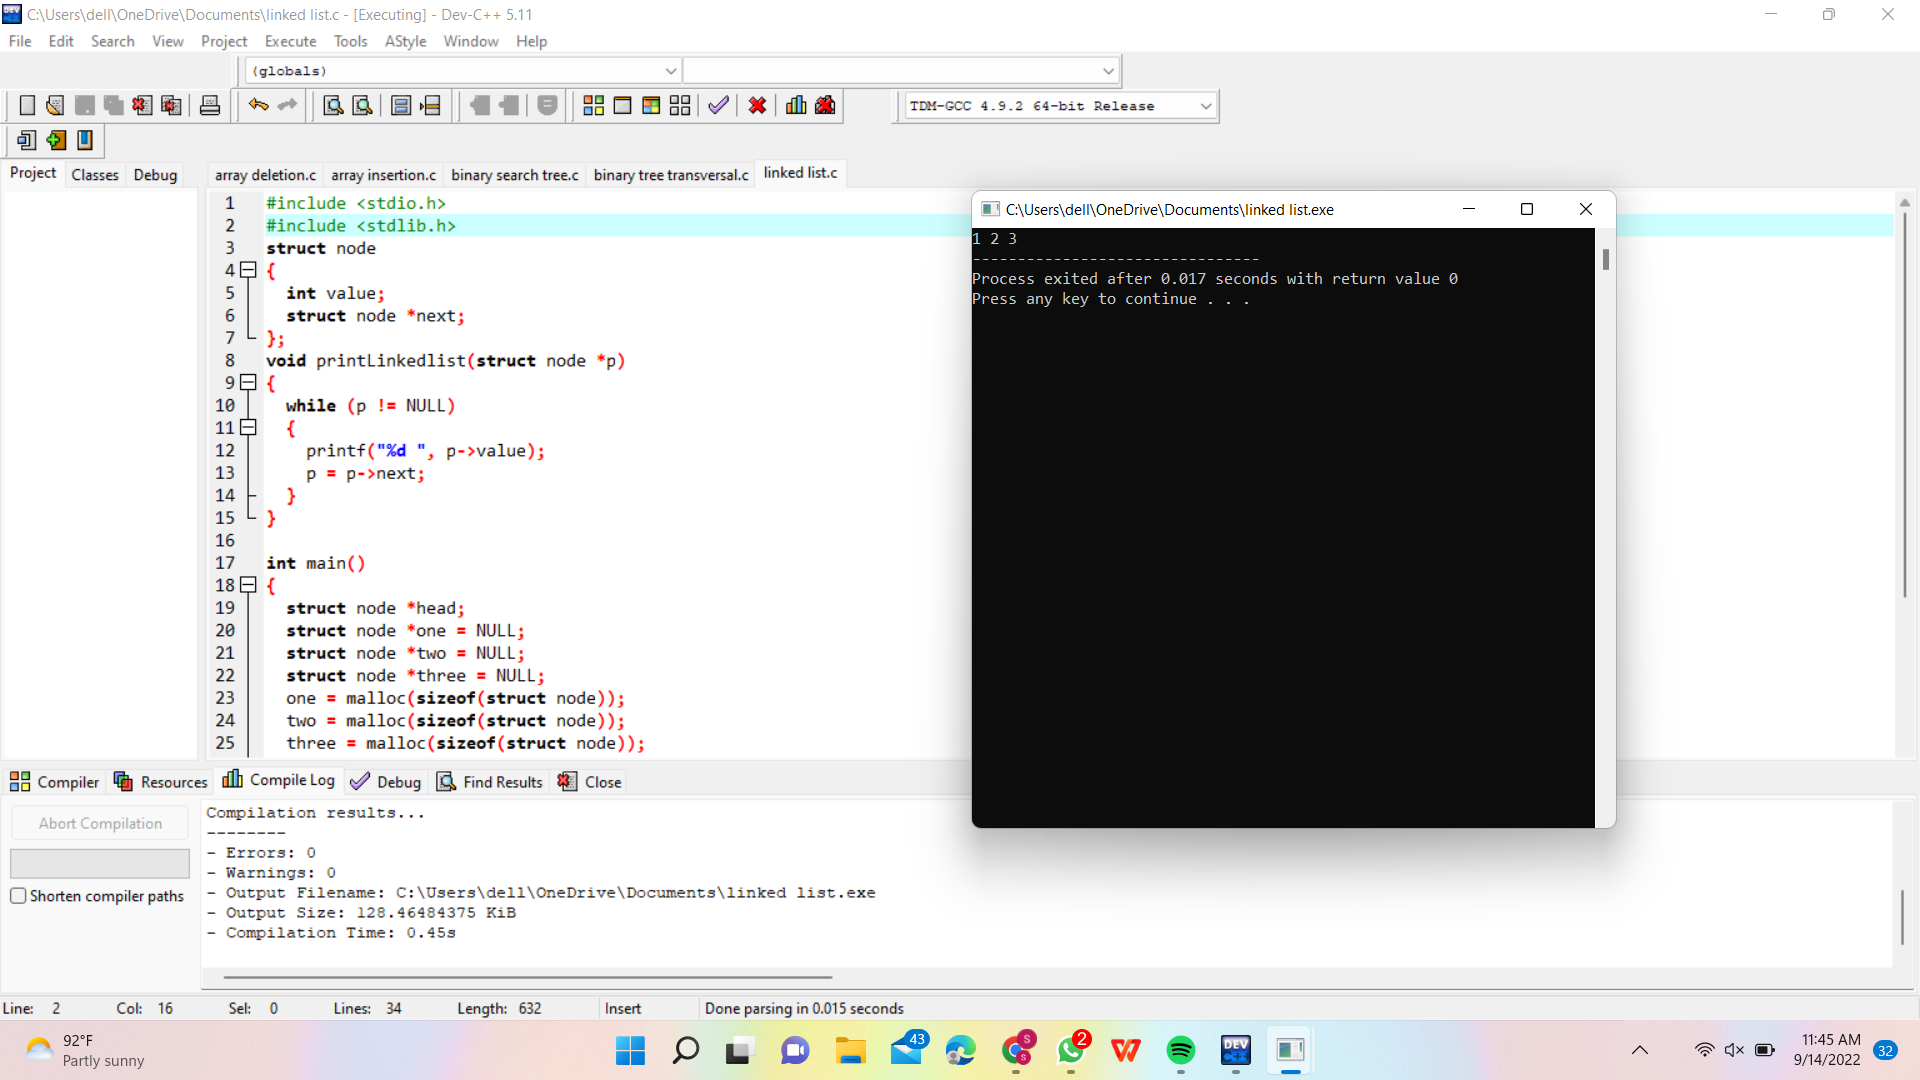 C:\Users\dell\OneDrive\Documents\linked list.c - [Executing] - Dev-C++ 5.11
File Edit Search View Project Execute Tools AStyle Window Help
(globals)
TDM-GCC 4.9.2 64-bit Release
Project Classes Debug
array deletion.c array insertion.c binary search tree.c binary tree transversal.c linked list.c
1 #include <stdio.h>
2 #include <stdlib.h>
3 struct node
4 {
5 int value;
6 struct node *next;
7 };
8 void printLinkedlist(struct node *p)
9 {
10 while (p != NULL)
11 {
12 printf("%d ", p->value);
13 p = p->next;
14 }
15 }
16
17 int main()
18 {
19 struct node *head;
20 struct node *one = NULL;
21 struct node *two = NULL;
22 struct node *three = NULL;
23 one = malloc(sizeof(struct node));
24 two = malloc(sizeof(struct node));
25 three = malloc(sizeof(struct node));
C:\Users\dell\OneDrive\Documents\linked list.exe
1 2 3
--------------------------------
Process exited after 0.017 seconds with return value 0
Press any key to continue . . .
Compiler Resources Compile Log Debug Find Results Close
Abort Compilation
Shorten compiler paths
Compilation results...
--------
- Errors: 0
- Warnings: 0
- Output Filename: C:\Users\dell\OneDrive\Documents\linked list.exe
- Output Size: 128.46484375 KiB
- Compilation Time: 0.45s
Line: 2 Col: 16 Sel: 0 Lines: 34 Length: 632 Insert Done parsing in 0.015 seconds
92°F
Partly sunny
43
S
S
2
DEV
C++
11:45 AM
9/14/2022
32